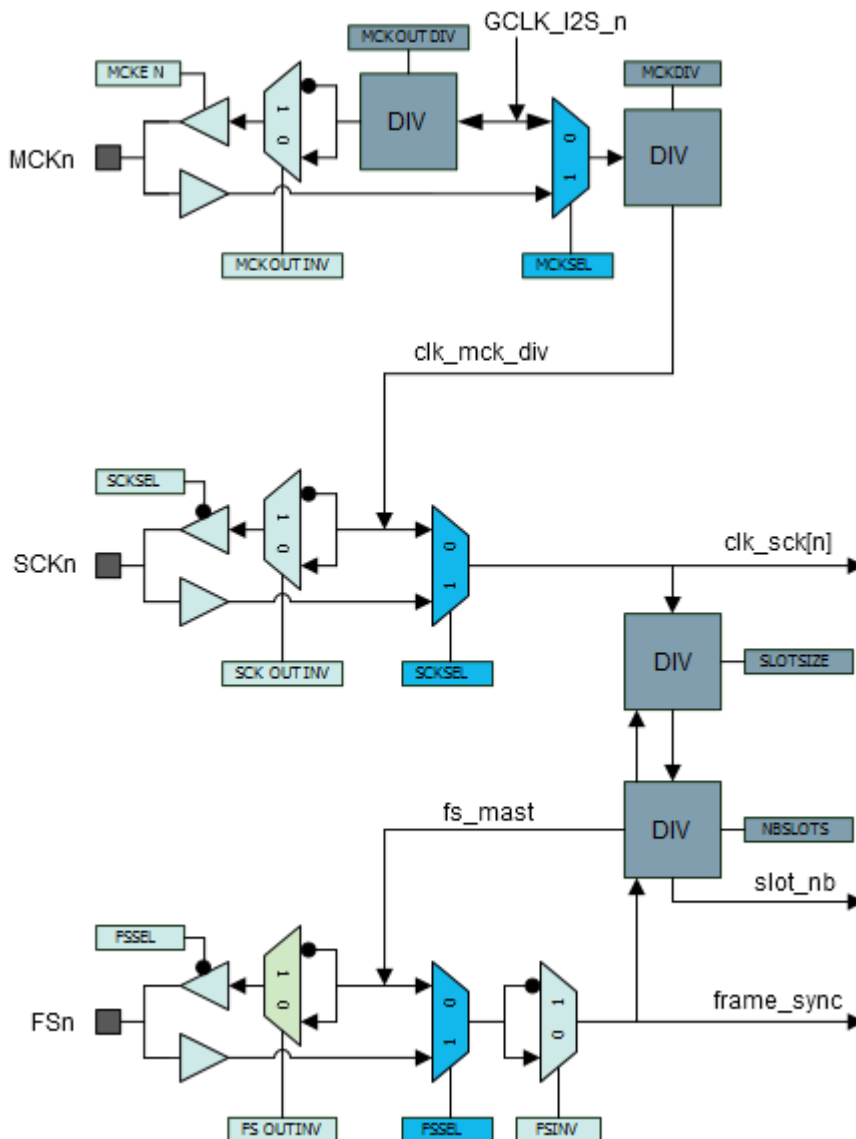 GCLK_I2S_n
MCKOUTDIV
MCKE N
MCKDIV
1
0
DIV
0
1
DIV
MCKn
MCKOUTINV
MCKSEL
clk_mck_div
SCKSEL
1
0
0
1
clk_sck[n]
SCKn
DIV
SLOTSIZE
SCK OUTINV
SCKSEL
fs_mast
DIV
NBSLOTS
slot_nb
FSSEL
1
0
0
1
1
0
frame_sync
FSn
FS OUTINV
FSSEL
FSINV